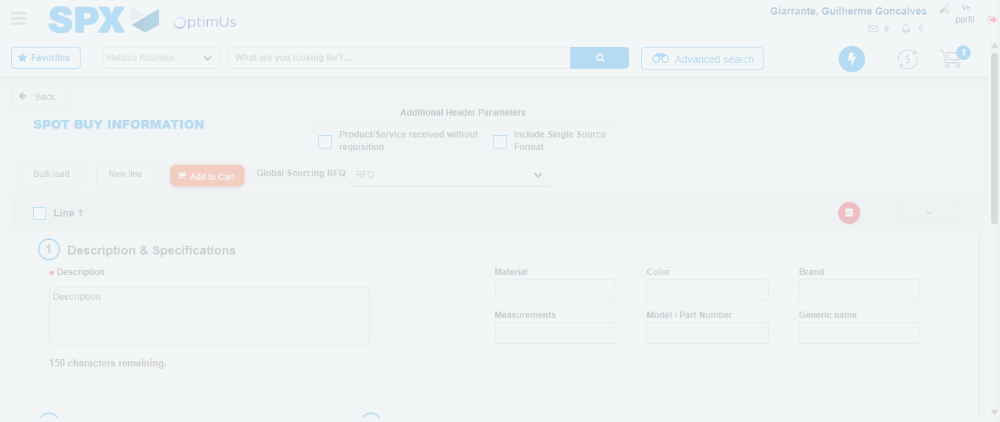 SPX
OptimUs
Giarrante, Guilherme Goncalves
Ve
perfil
0
0
Favorites
Metalsa Roanoke
What are you looking for?...
Advanced search
$
1
Back
SPOT BUY INFORMATION
Additional Header Parameters
Product/Service received without
requisition
Include Single Source
Format
Bulk load
New line
Add to Cart
Global Sourcing RFQ
RFQ
Line 1
1
Description & Specifications
* Description
Description
150 characters remaining.
Material
Color
Brand
Measurements
Model / Part Number
Generic name